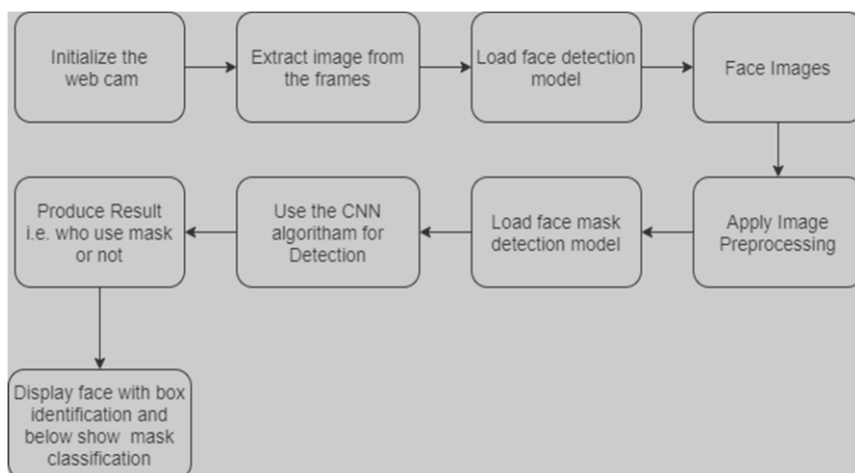 Initialize the
web cam
Extract image from
the frames
Load face detection
model
Face Images
Apply Image
Preprocessing
Load face mask
detection model
Use the CNN
algoritham for
Detection
Produce Result
i.e. who use mask
or not
Display face with box
identification and
below show mask
classification